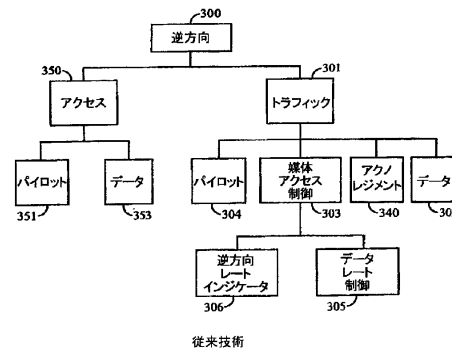 300
逆方向
350
アクセス
301
トラフィック
パイロット
351
データ
353
パイロット
304
媒体
アクセス
制御
303
アクノ
レジメント
340
データ
逆方向
レート
インジケータ
306
データ
レート
制御
305
従来技術